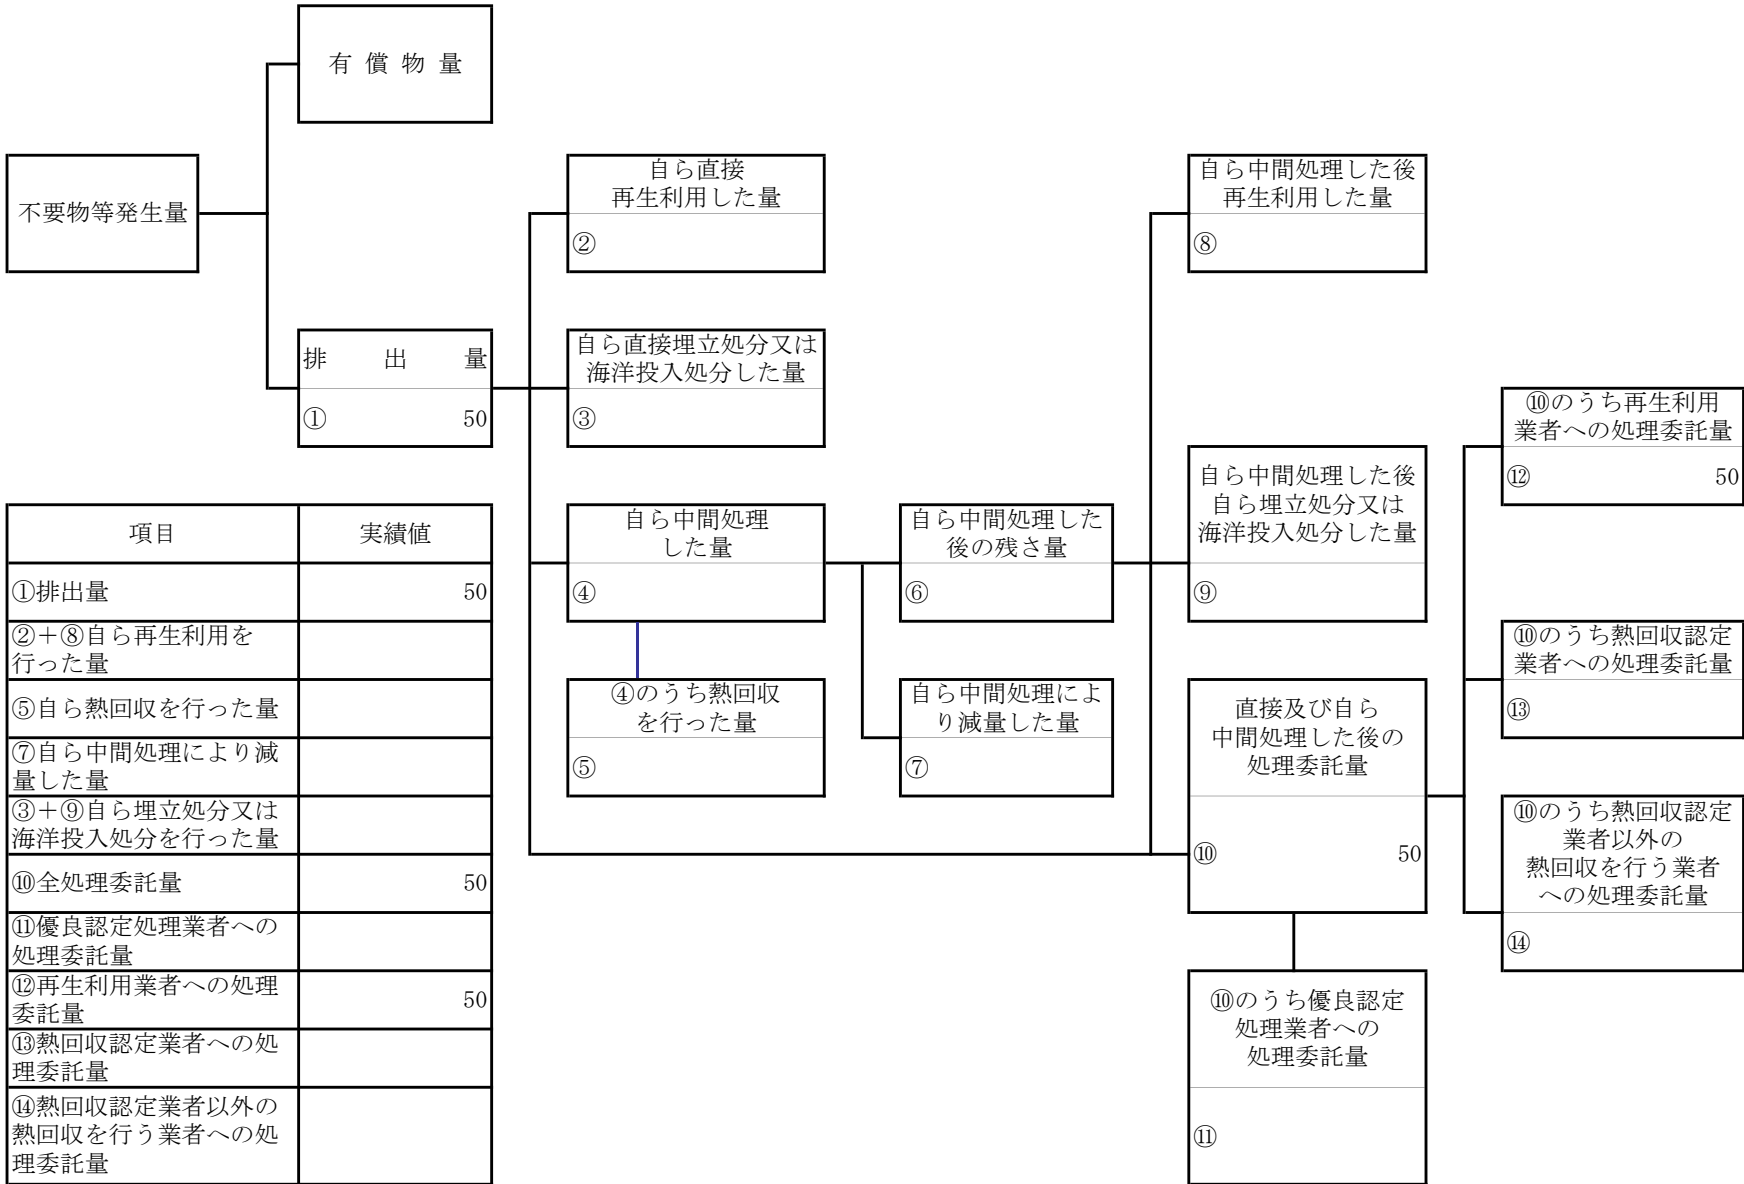 有償物量
不要物等発生量
自ら直接
再生利用した量
②
自ら中間処理した後
再生利用した量
⑧
排出量
① 50
自ら直接埋立処分又は
海洋投入処分した量
③
⑩のうち再生利用
業者への処理委託量
⑫ 50
自ら中間処理
した量
④
自ら中間処理した
後の残さ量
⑥
自ら中間処理した後
自ら埋立処分又は
海洋投入処分した量
⑨
⑩のうち熱回収認定
業者への処理委託量
⑬
④のうち熱回収
を行った量
⑤
自ら中間処理によ
り減量した量
⑦
直接及び自ら
中間処理した後の
処理委託量
⑩ 50
⑩のうち熱回収認定
業者以外の
熱回収を行う業者
への処理委託量
⑭
⑩のうち優良認定
処理業者への
処理委託量
⑪
項目 実績値
①排出量 50
②＋⑧自ら再生利用を
行った量
⑤自ら熱回収を行った量
⑦自ら中間処理により減
量した量
③＋⑨自ら埋立処分又は
海洋投入処分を行った量
⑩全処理委託量 50
⑪優良認定処理業者への
処理委託量
⑫再生利用業者への処理
委託量 50
⑬熱回収認定業者への処
理委託量
⑭熱回収認定業者以外の
熱回収を行う業者への処
理委託量